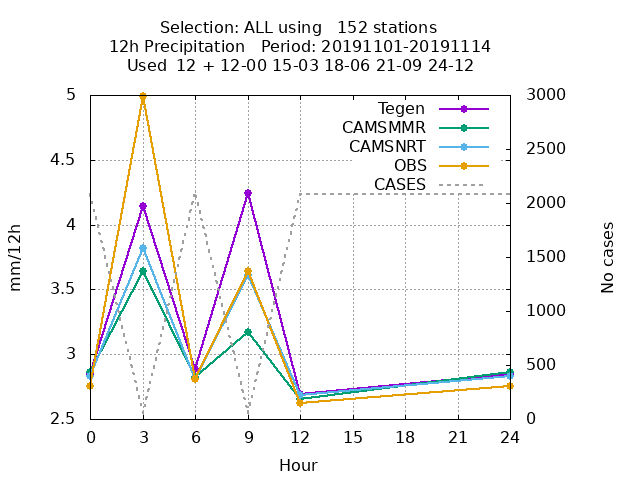 Selection: ALL using   152 stations
12h Precipitation   Period: 20191101-20191114
Used  12 + 12-00 15-03 18-06 21-09 24-12
Tegen
CAMSMMR
CAMSNRT
OBS
CASES
mm/12h
5
4.5
4
3.5
3
2.5
3000
2500
2000
1500
1000
500
0
No cases
0 3 6 9 12 15 18 21 24
Hour